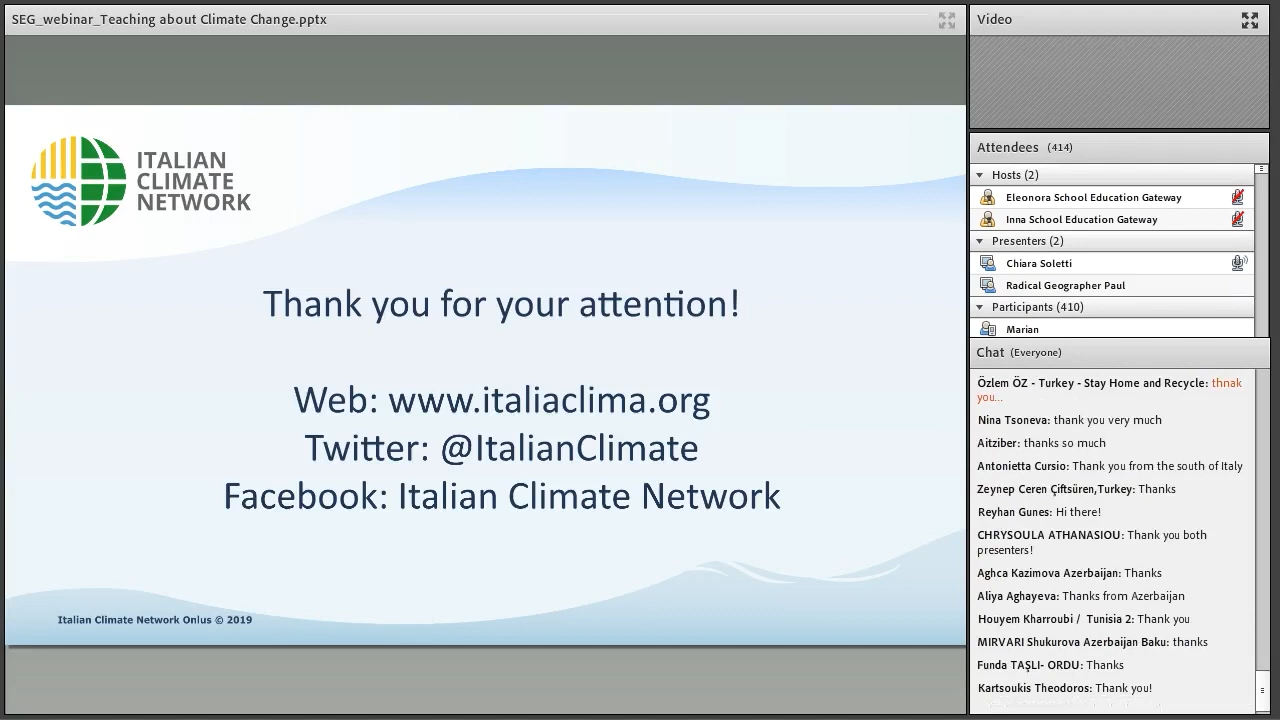 SEG_webinar_Teaching about Climate Change.pptx
ITALIAN
CLIMATE
NETWORK
Thank you for your attention!
Web: www.italiaclima.org
Twitter: @ItalianClimate
Facebook: Italian Climate Network
Italian Climate Network Onlus © 2019
Video
Attendees (414)
Hosts (2)
Eleonora School Education Gateway
Inna School Education Gateway
Presenters (2)
Chiara Soletti
Radical Geographer Paul
Participants (410)
Marian
Chat (Everyone)
Özlem ÖZ - Turkey - Stay Home and Recycle: thnak
you...
Nina Tsoneva: thank you very much
Aitziber: thanks so much
Antonietta Cursio: Thank you from the south of Italy
Zeynep Ceren Çiftsüren,Turkey: Thanks
Reyhan Gunes: Hi there!
CHRYSOULA ATHANASIOU: Thank you both
presenters!
Aghca Kazimova Azerbaijan: Thanks
Aliya Aghayeva: Thanks from Azerbaijan
Houyem Kharroubi / Tunisia 2: Thank you
MIRVARI Shukurova Azerbaijan Baku: thanks
Funda TAŞLI- ORDU: Thanks
Kartsoukis Theodoros: Thank you!